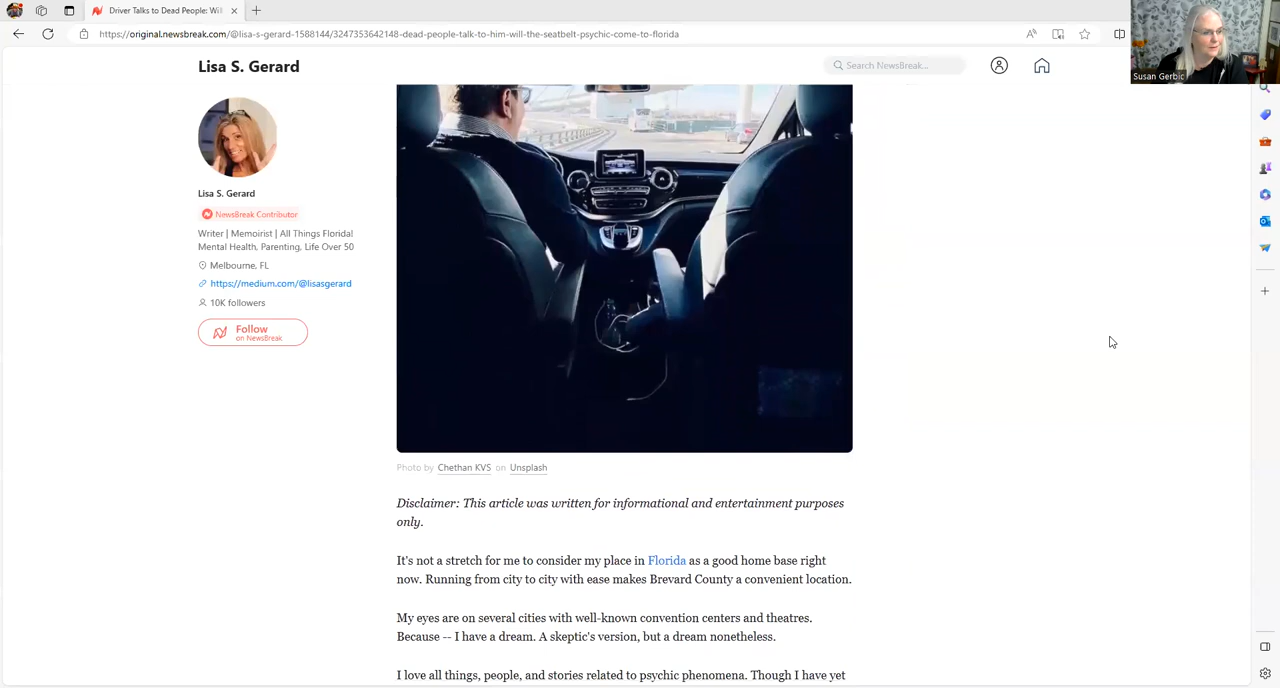 Driver Talks to Dead People: Wil
https://original.newsbreak.com/@lisa-s-gerard-1588144/3247353642148-dead-people-talk-to-him-will-the-seatbelt-psychic-come-to-florida
Susan Gerbic
Lisa S. Gerard
Search NewsBreak...
Lisa S. Gerard
NewsBreak Contributor
Writer | Memoirist | All Things Florida!
Mental Health, Parenting, Life Over 50
Melbourne, FL
https://medium.com/@lisasgerard
10K followers
Follow
on NewsBreak
Photo by Chethan KVS on Unsplash
Disclaimer: This article was written for informational and entertainment purposes
only.
It's not a stretch for me to consider my place in Florida as a good home base right
now. Running from city to city with ease makes Brevard County a convenient location.
My eyes are on several cities with well-known convention centers and theatres.
Because -- I have a dream. A skeptic's version, but a dream nonetheless.
I love all things, people, and stories related to psychic phenomena. Though I have yet